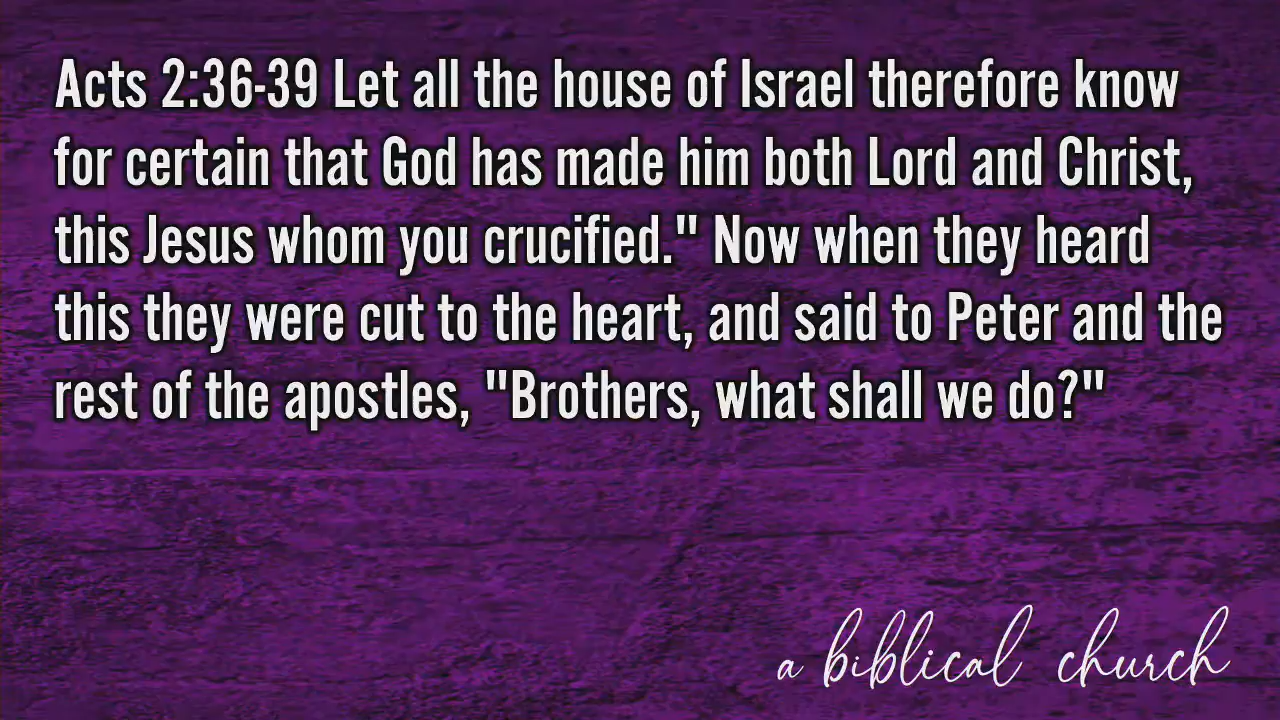 Acts 2:36-39 Let all the house of Israel therefore know
for certain that God has made him both Lord and Christ,
this Jesus whom you crucified." Now when they heard
this they were cut to the heart, and said to Peter and the
rest of the apostles, "Brothers, what shall we do?"
a biblical church